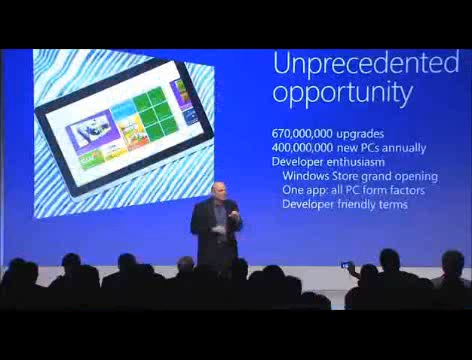 Unprecedented
opportunity
670,000,000 upgrades
400,000,000 new PCs annually
Developer enthusiasm
Windows Store grand opening
One app: all PC form factors
Developer friendly terms